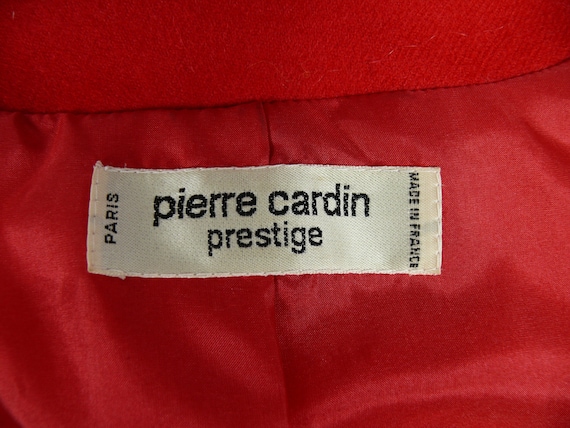 PARIS
pierre cardin
prestige
MADE IN FRANCE